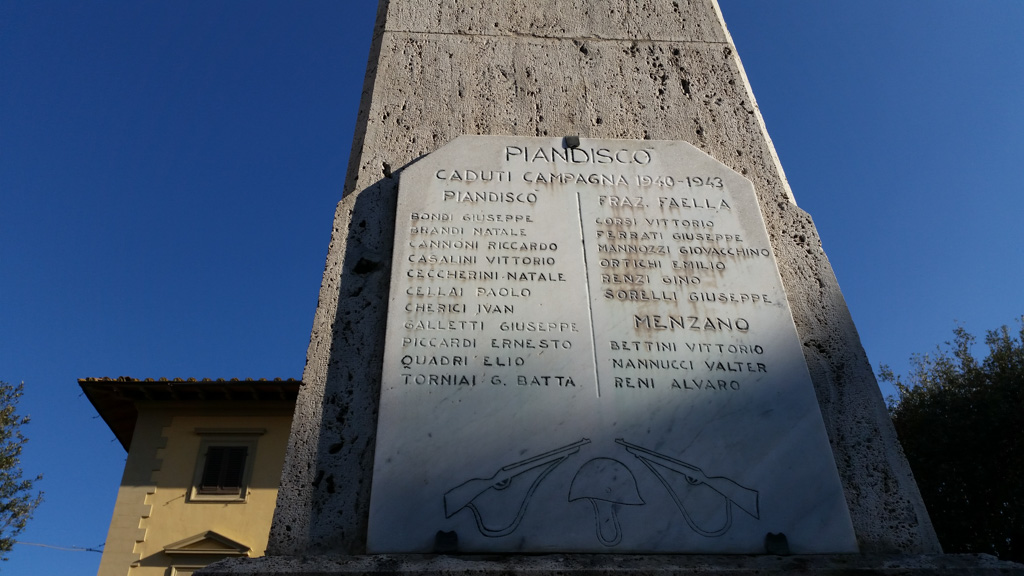 PIANDISCÒ
CADUTI CAMPAGNA 1940-1943
PIANDISCÒ
BONDI GIUSEPPE
BRANDI NATALE
CANNONI RICCARDO
CASALINI VITTORIO
CECCHERINI NATALE
CELLAI PAOLO
CHERICI IVAN
GALLETTI GIUSEPPE
PICCARDI ERNESTO
QUADRI ELIO
TORNIAI G. BATTA
FRAZ. FAELLA
CORSI VITTORIO
FERRATI GIUSEPPE
MANNOZZI GIOVACCHINO
ORTICHI EMILIO
RENZI GINO
SORELLI GIUSEPPE
MENZANO
BETTINI VITTORIO
NANNUCCI VALTER
RENI ALVARO